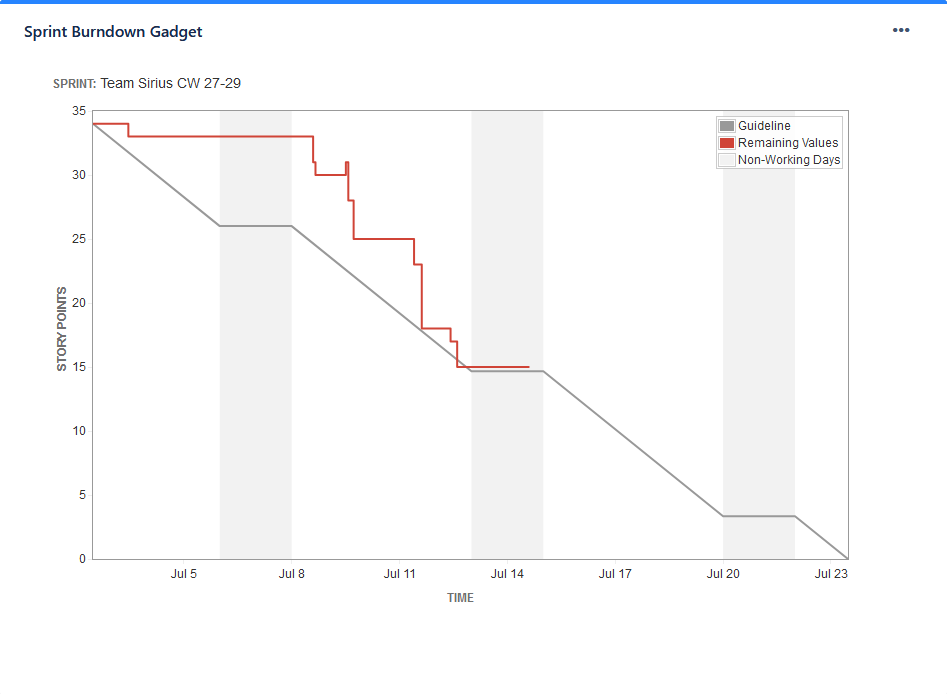 Sprint Burndown Gadget
•••
SPRINT: Team Sirius CW 27-29
35
30
25
20
15
10
5
0
STORY POINTS
Guideline
Remaining Values
Non-Working Days
Jul 5 Jul 8 Jul 11 Jul 14 Jul 17 Jul 20 Jul 23
TIME